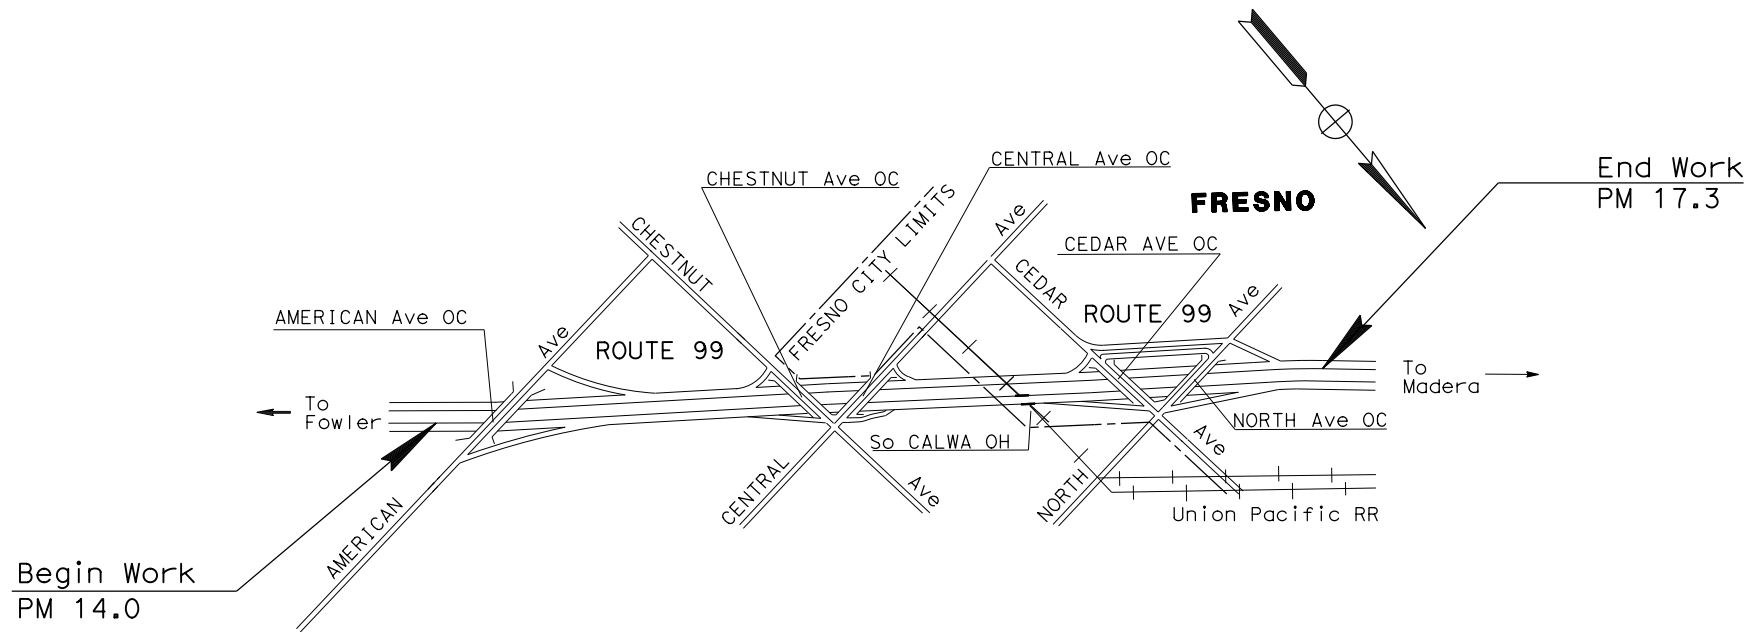 End Work
PM 17.3
CENTRAL Ave OC
CHESTNUT Ave OC
FRESNO
FRESNO CITY LIMITS
Ave
CEDAR AVE OC
CHESTNUT
CEDAR
AMERICAN Ave OC
Ave
ROUTE 99
ROUTE 99
Ave
To
Madera
To
Fowler
So CALWA OH
NORTH Ave OC
Ave
CENTRAL
Ave
NORTH
Union Pacific RR
AMERICAN
Begin Work
PM 14.0